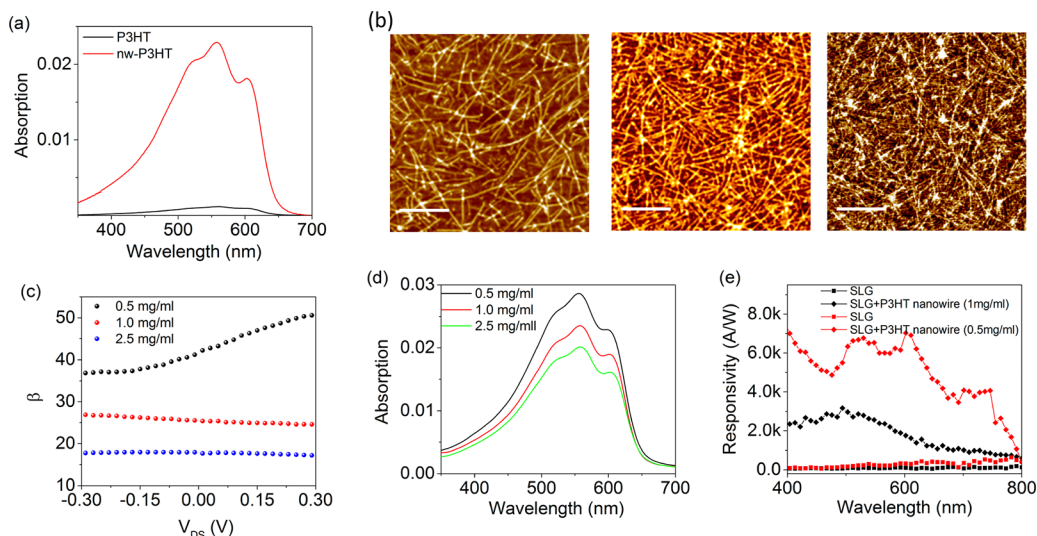 (a)
P3HT
nw-P3HT
0.02
0.01
0.00
Absorption
400 500 600 700
Wavelength (nm)
(b)
(c)
0.5 mg/ml
1.0 mg/ml
2.5 mg/ml
50
40
30
20
10
β
-0.30 -0.15 0.00 0.15 0.30
V_DS (V)
(d)
0.5 mg/ml
1.0 mg/ml
2.5 mg/mll
0.03
0.02
0.01
0.00
Absorption
400 500 600 700
Wavelength (nm)
(e)
SLG
SLG+P3HT nanowire (1mg/ml)
SLG
SLG+P3HT nanowire (0.5mg/ml)
8.0k
6.0k
4.0k
2.0k
0.0
Responsivity (A/W)
400 500 600 700 800
Wavelength (nm)